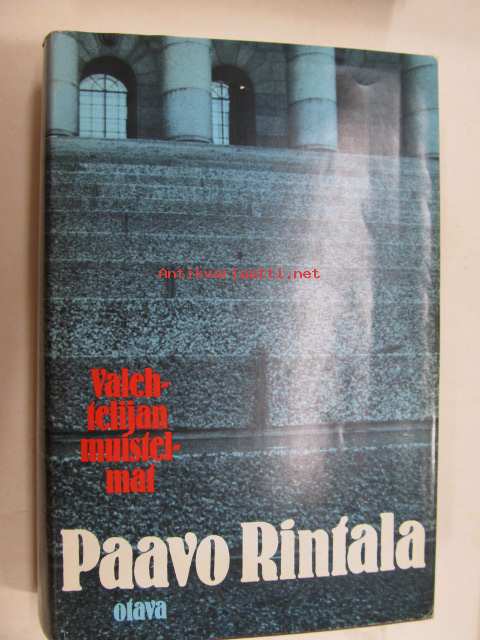 Antikvariaatti.net
Valeh-
telijan
muistel-
mat
Paavo Rintala
otava